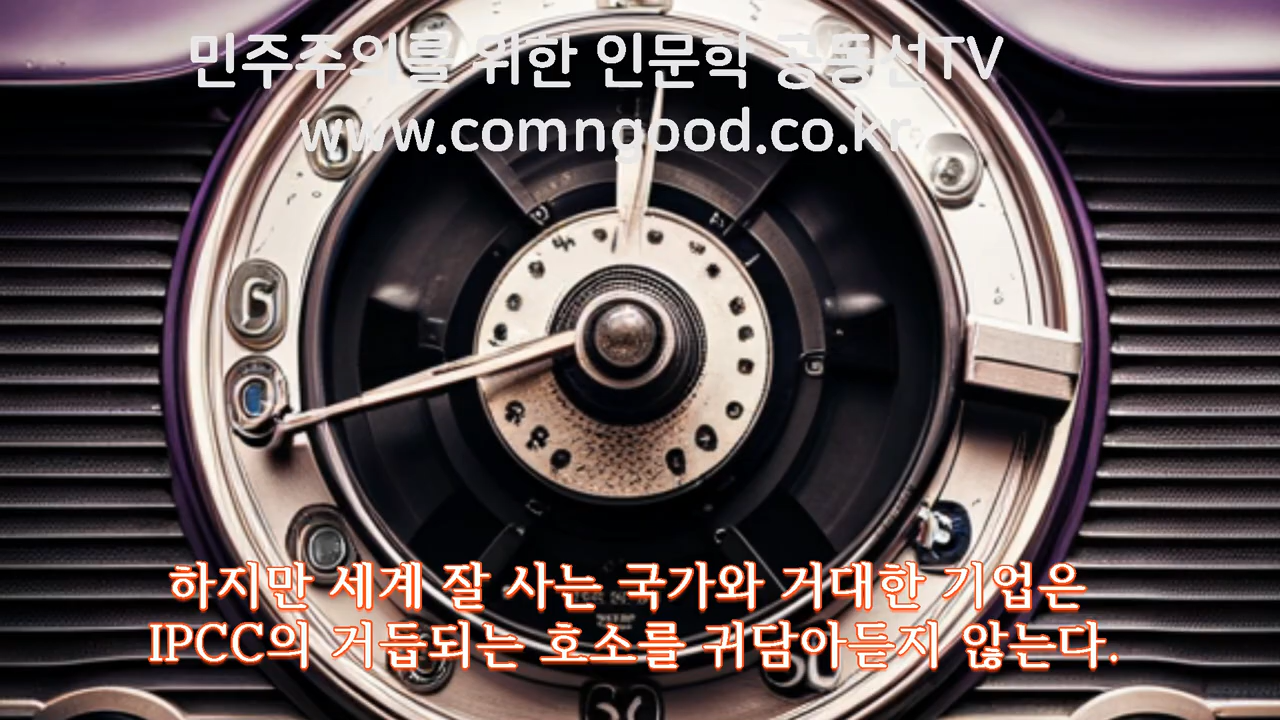 민주주의를 위한 인문학 공동선TV
www.comngood.co.kr
하지만 세계 잘 사는 국가와 거대한 기업은
IPCC의 거듭되는 호소를 귀담아듣지 않는다.